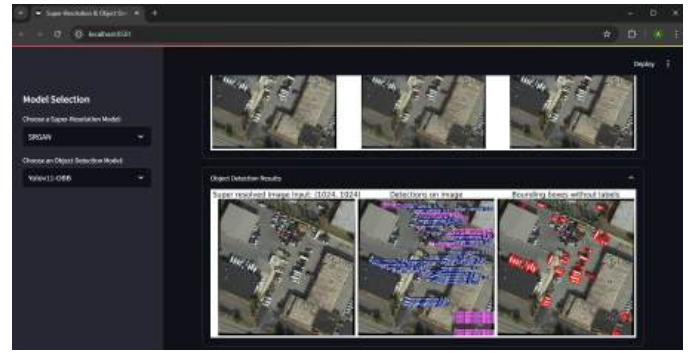 Super-Resolution & Object De
localhost:8501
Deploy
Model Selection
Choose a Super-Resolution Model:
SRGAN
Choose an Object Detection Model:
Yolov11-OBB
Object Detection Results
Super resolved Image Input: (1024, 1024)
Detections on image
Bounding boxes without labels